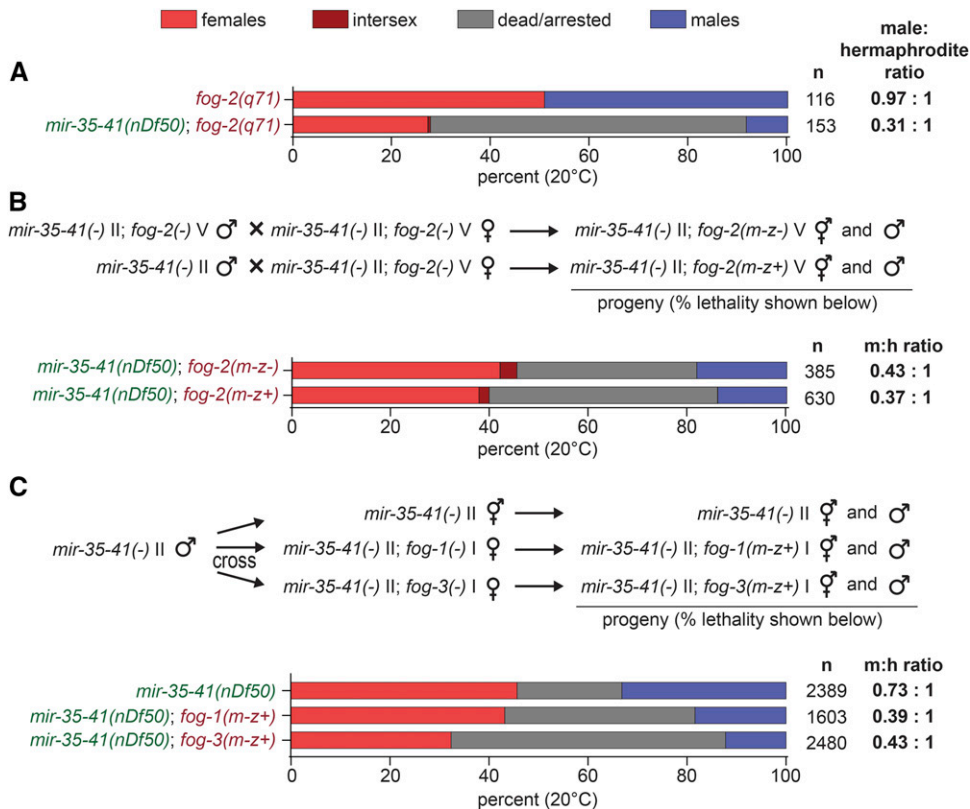 females intersex dead/arrested males
male:
hermaphrodite
n ratio
A
fog-2(q71) 116 0.97 : 1
mir-35-41(nDf50); fog-2(q71) 153 0.31 : 1
0 20 40 60 80 100
percent (20°C)
B
mir-35-41(-) II; fog-2(-) V ♂ × mir-35-41(-) II; fog-2(-) V ♀ → mir-35-41(-) II; fog-2(m-z-) V ⚥ and ♂
mir-35-41(-) II ♂ × mir-35-41(-) II; fog-2(-) V ♀ → mir-35-41(-) II; fog-2(m-z+) V ⚥ and ♂
progeny (% lethality shown below)
n m:h ratio
mir-35-41(nDf50); fog-2(m-z-) 385 0.43 : 1
mir-35-41(nDf50); fog-2(m-z+) 630 0.37 : 1
0 20 40 60 80 100
percent (20°C)
C
mir-35-41(-) II ⚥ → mir-35-41(-) II ⚥ and ♂
mir-35-41(-) II ♂ cross mir-35-41(-) II; fog-1(-) I ♀ → mir-35-41(-) II; fog-1(m-z+) I ⚥ and ♂
mir-35-41(-) II; fog-3(-) I ♀ → mir-35-41(-) II; fog-3(m-z+) I ⚥ and ♂
progeny (% lethality shown below)
n m:h ratio
mir-35-41(nDf50) 2389 0.73 : 1
mir-35-41(nDf50); fog-1(m-z+) 1603 0.39 : 1
mir-35-41(nDf50); fog-3(m-z+) 2480 0.43 : 1
0 20 40 60 80 100
percent (20°C)